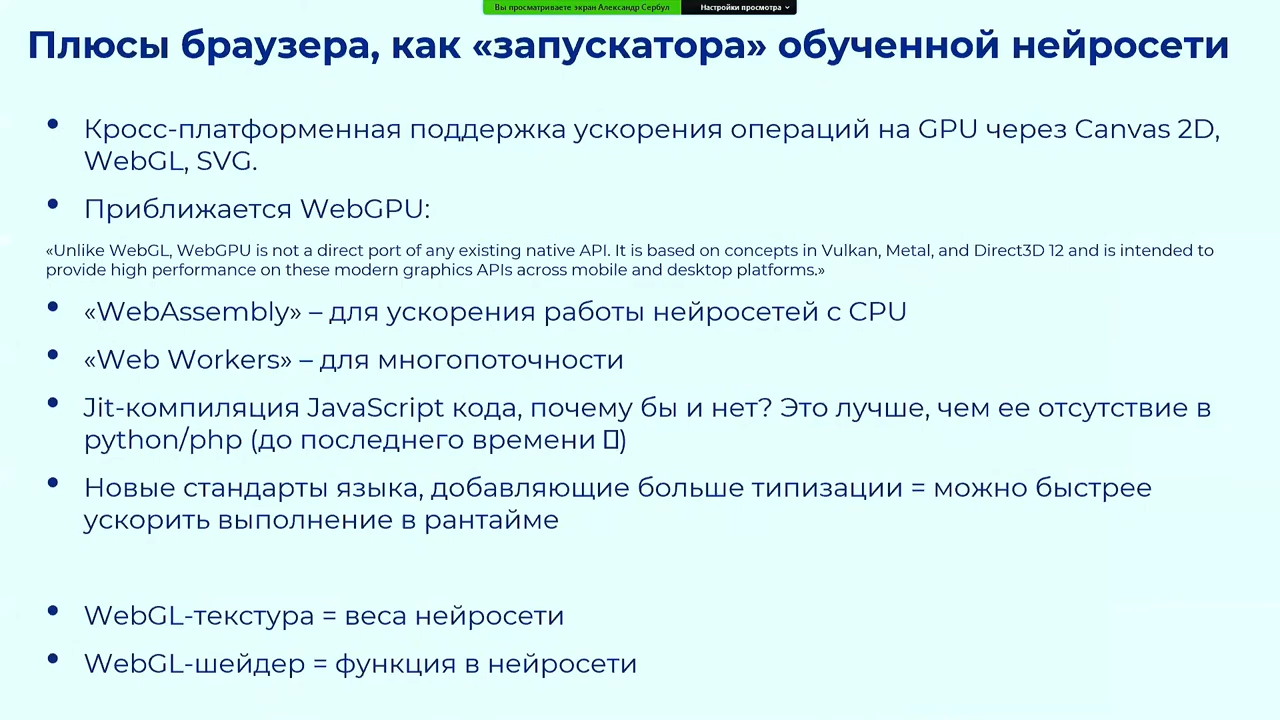 Вы просматриваете экран Александр Сербул
Настройки просмотра
Плюсы браузера, как «запускатора» обученной нейросети
• Кросс-платформенная поддержка ускорения операций на GPU через Canvas 2D,
WebGL, SVG.
• Приближается WebGPU:
«Unlike WebGL, WebGPU is not a direct port of any existing native API. It is based on concepts in Vulkan, Metal, and Direct3D 12 and is intended to
provide high performance on these modern graphics APIs across mobile and desktop platforms.»
• «WebAssembly» – для ускорения работы нейросетей с CPU
• «Web Workers» – для многопоточности
• Jit-компиляция JavaScript кода, почему бы и нет? Это лучше, чем ее отсутствие в
python/php (до последнего времени )
• Новые стандарты языка, добавляющие больше типизации = можно быстрее
ускорить выполнение в рантайме
• WebGL-текстура = веса нейросети
• WebGL-шейдер = функция в нейросети